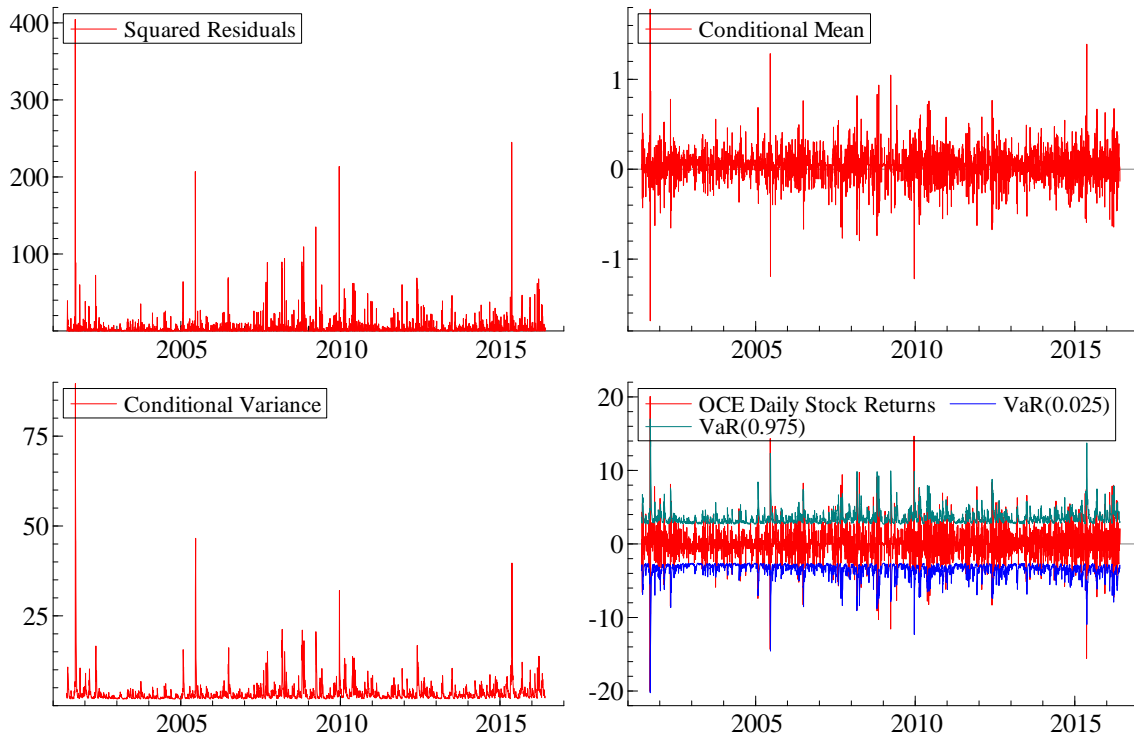 Squared Residuals
400
300
200
100
2005 2010 2015
Conditional Mean
1
0
-1
2005 2010 2015
Conditional Variance
75
50
25
2005 2010 2015
OCE Daily Stock Returns VaR(0.025)
VaR(0.975)
20
10
0
-10
-20
2005 2010 2015